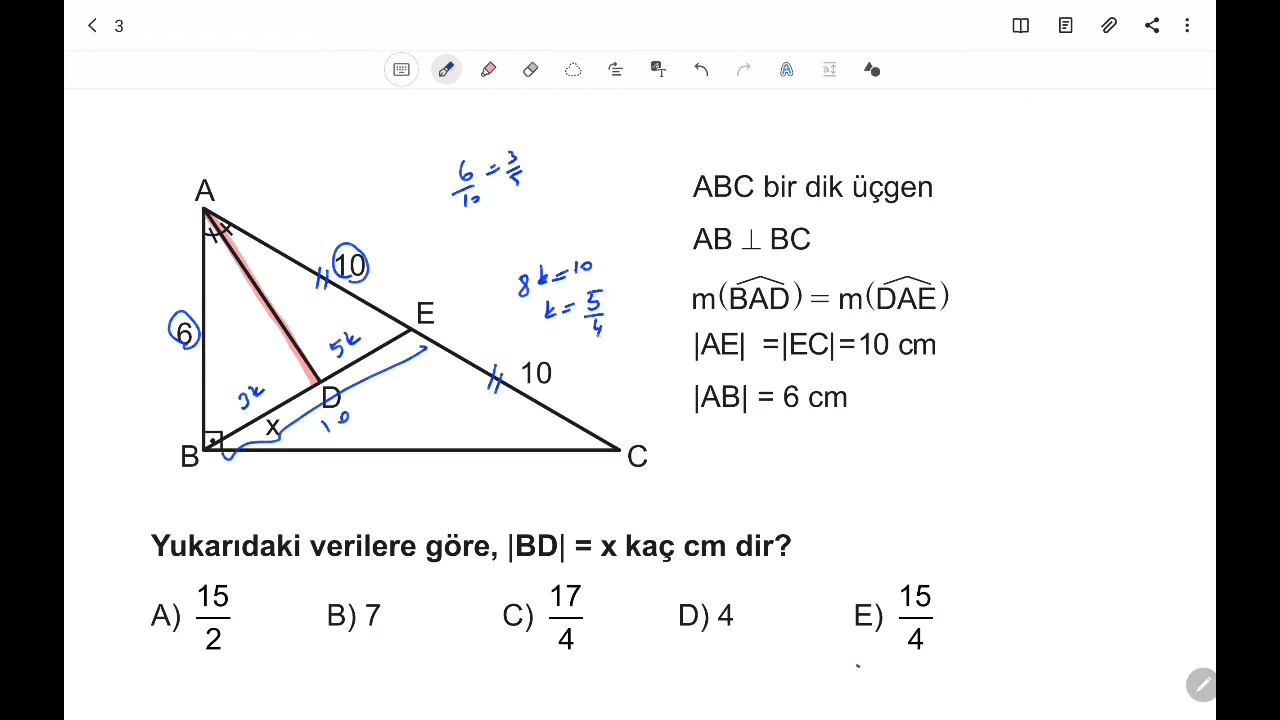 3
A
6/10 = 3/5
ABC bir dik üçgen
AB ⊥ BC
10
8k = 10
m(BAD) = m(DAE)
k = 5/4
E
6
5k
|AE| =|EC|=10 cm
10
3k
D
|AB| = 6 cm
x
10
B
C
Yukarıdaki verilere göre, |BD| = x kaç cm dir?
A) 15/2 B) 7 C) 17/4 D) 4 E) 15/4